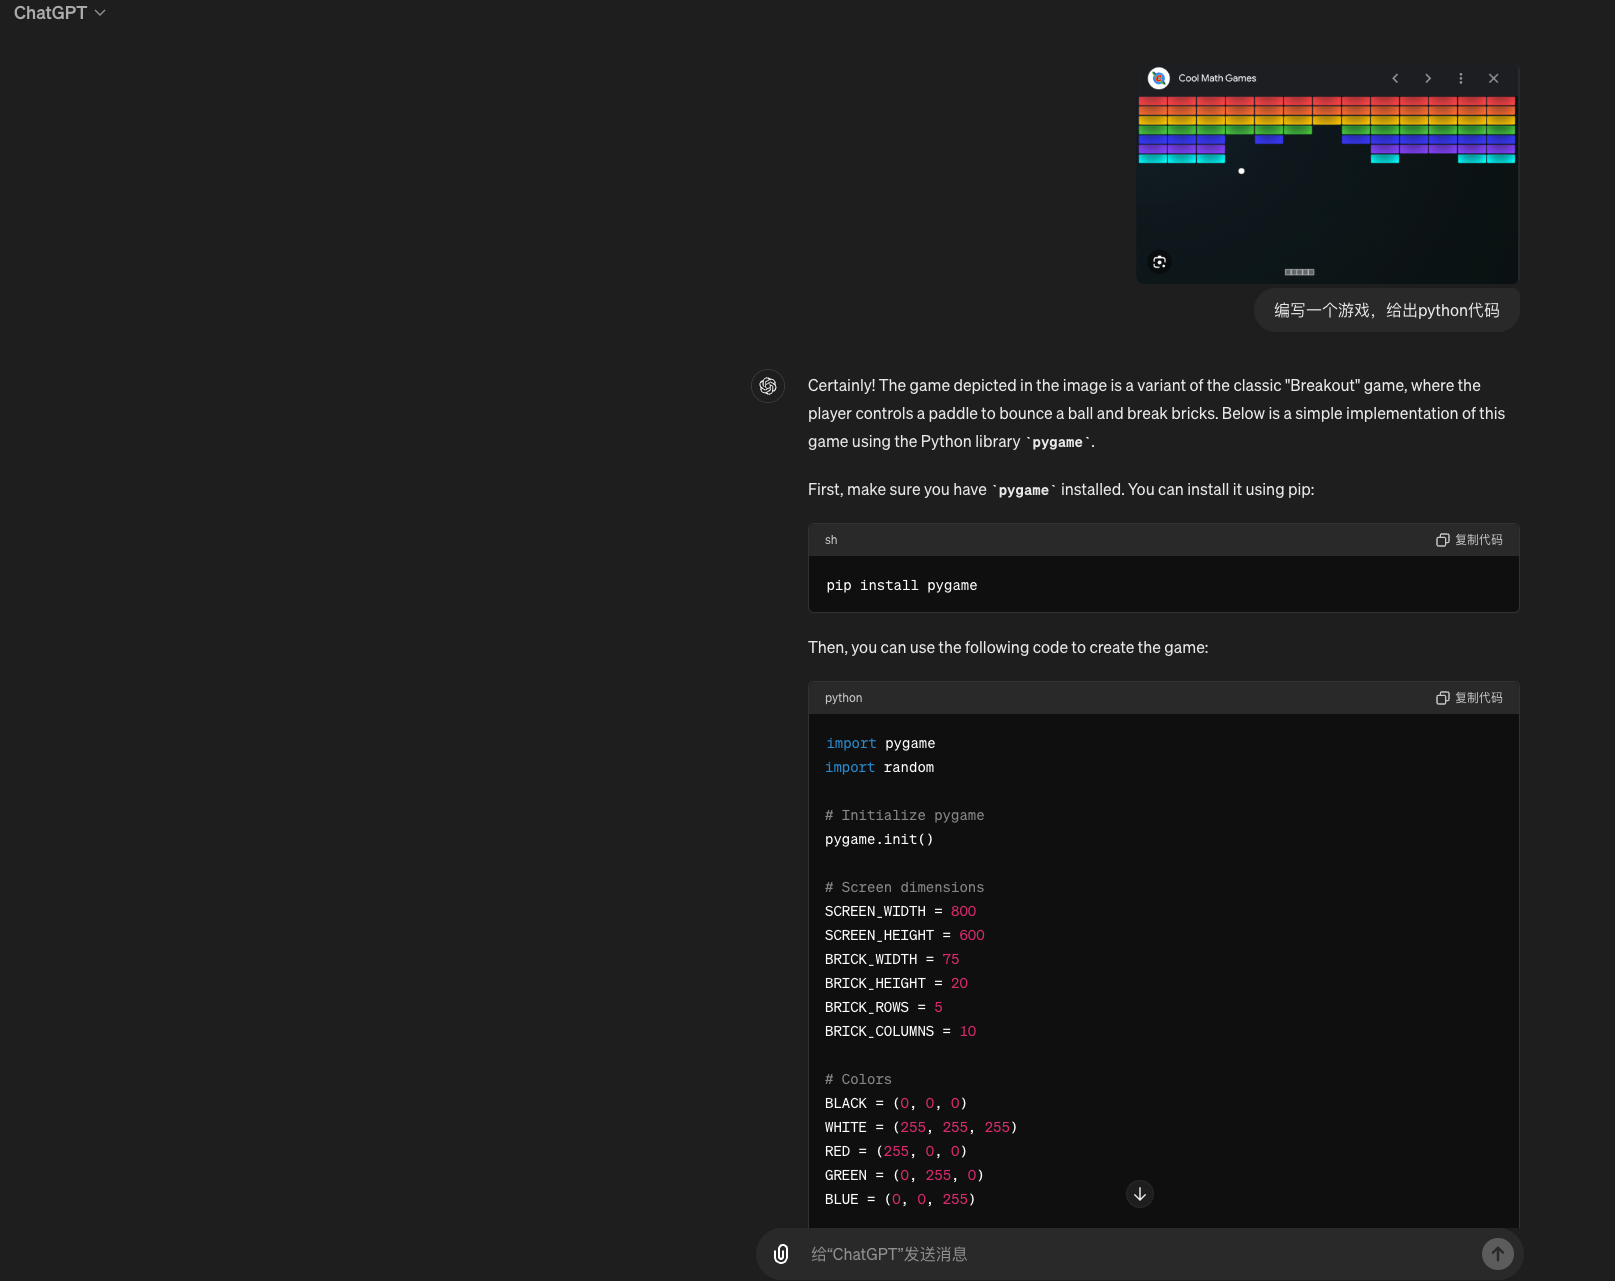 ChatGPT
Cool Math Games
编写一个游戏，给出python代码
Certainly! The game depicted in the image is a variant of the classic "Breakout" game, where the
player controls a paddle to bounce a ball and break bricks. Below is a simple implementation of this
game using the Python library `pygame`.
First, make sure you have `pygame` installed. You can install it using pip:
sh
复制代码
pip install pygame
Then, you can use the following code to create the game:
python
复制代码
import pygame
import random
# Initialize pygame
pygame.init()
# Screen dimensions
SCREEN_WIDTH = 800
SCREEN_HEIGHT = 600
BRICK_WIDTH = 75
BRICK_HEIGHT = 20
BRICK_ROWS = 5
BRICK_COLUMNS = 10
# Colors
BLACK = (0, 0, 0)
WHITE = (255, 255, 255)
RED = (255, 0, 0)
GREEN = (0, 255, 0)
BLUE = (0, 0, 255)
给“ChatGPT”发送消息